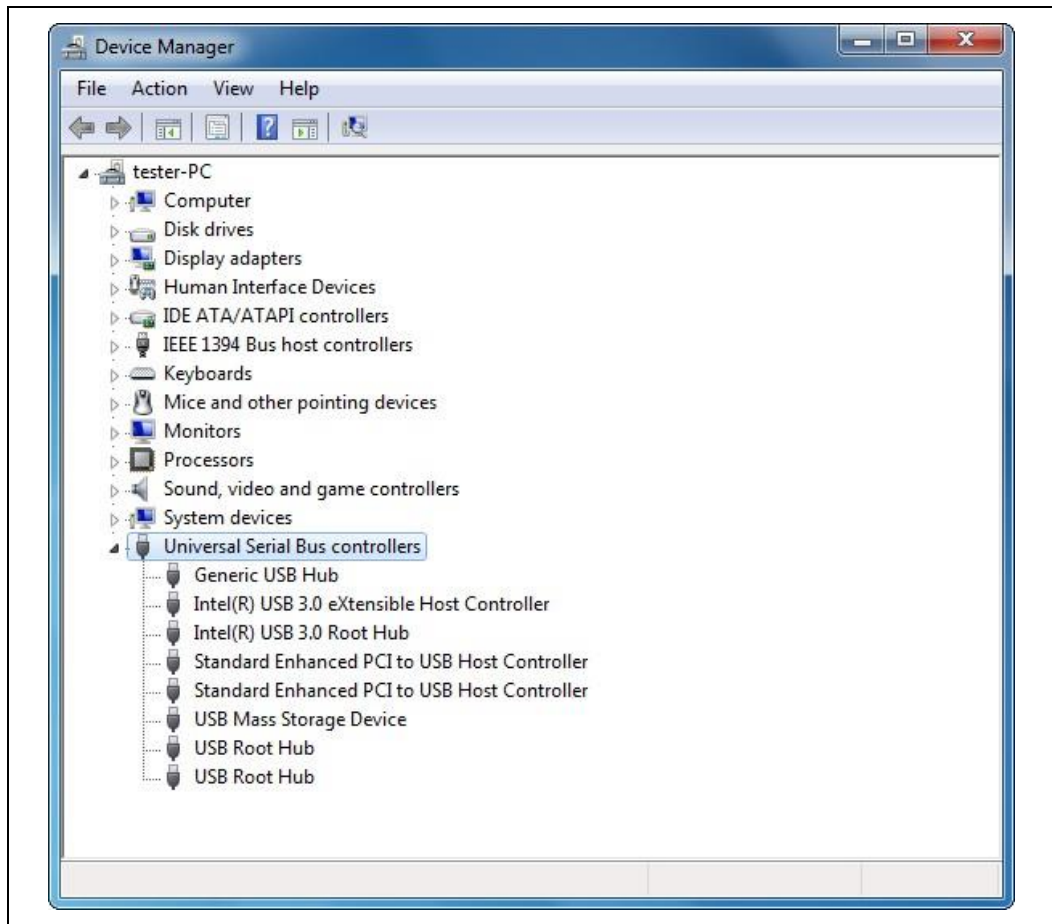 Device Manager
File Action View Help
tester-PC
Computer
Disk drives
Display adapters
Human Interface Devices
IDE ATA/ATAPI controllers
IEEE 1394 Bus host controllers
Keyboards
Mice and other pointing devices
Monitors
Processors
Sound, video and game controllers
System devices
Universal Serial Bus controllers
Generic USB Hub
Intel(R) USB 3.0 eXtensible Host Controller
Intel(R) USB 3.0 Root Hub
Standard Enhanced PCI to USB Host Controller
Standard Enhanced PCI to USB Host Controller
USB Mass Storage Device
USB Root Hub
USB Root Hub